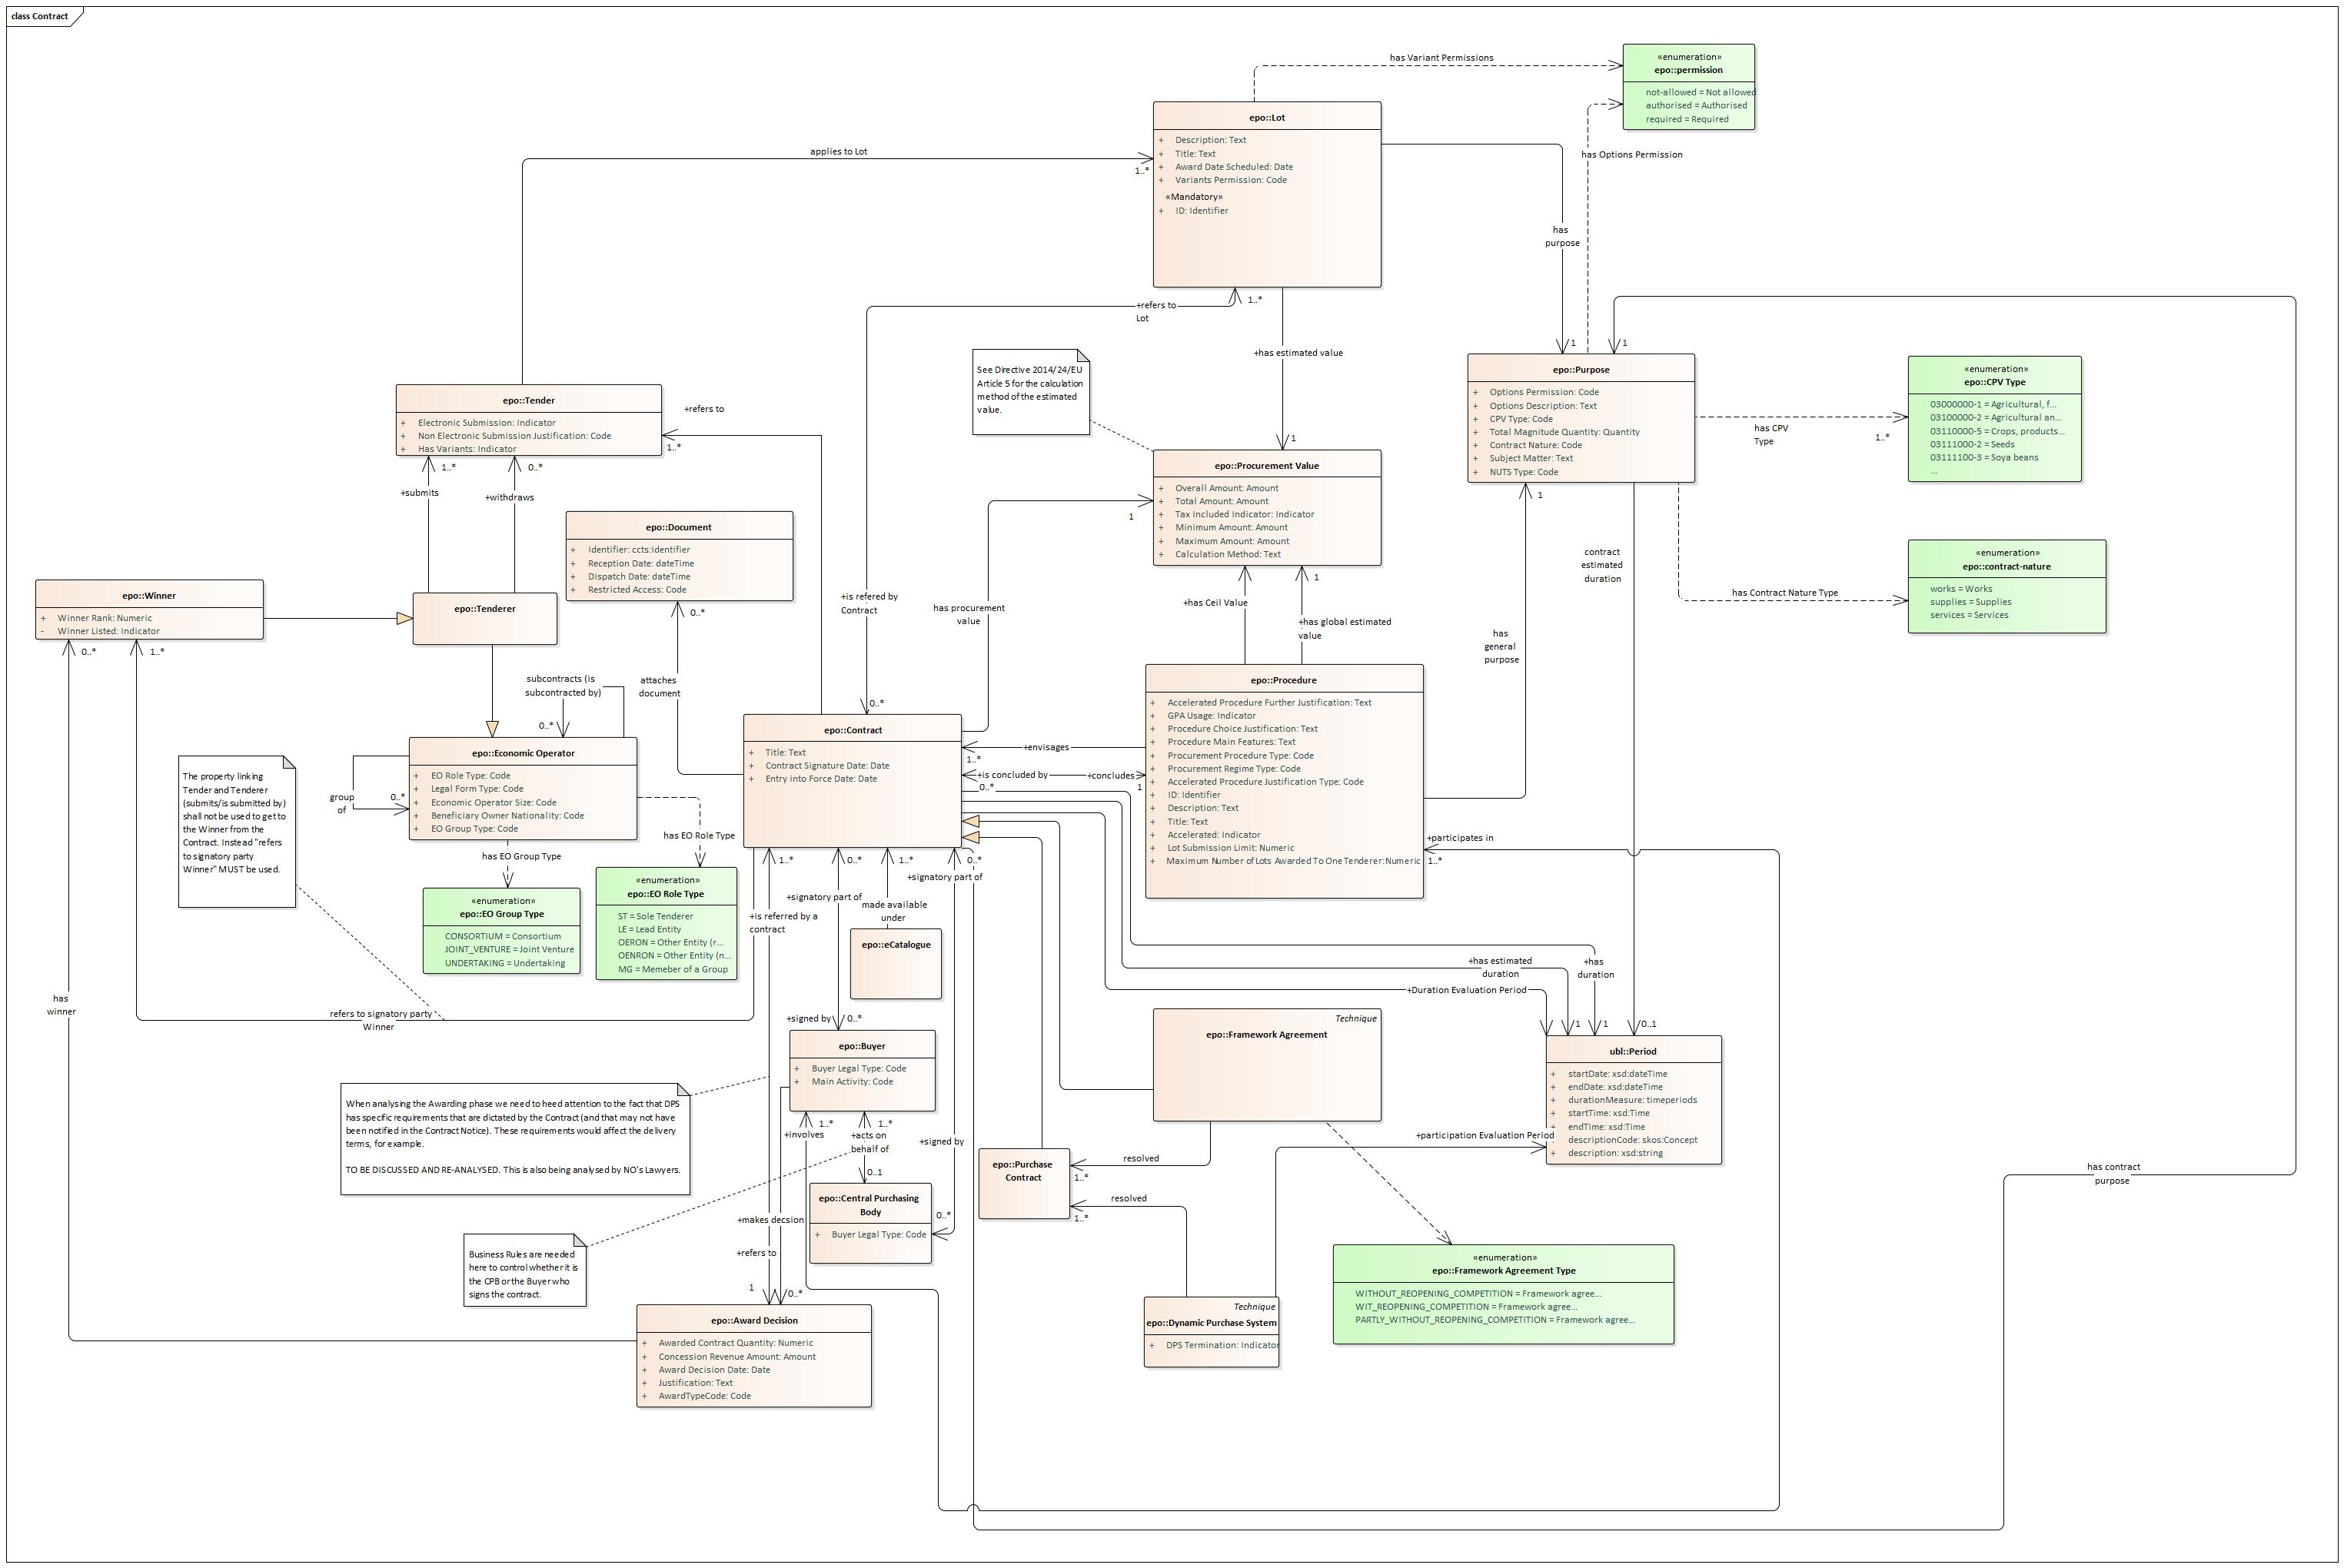 class Contract
has Variant Permissions
«enumeration»
epo::permission
not-allowed = Not allowed
authorised = Authorised
required = Required
has Options Permission
epo::Lot
+ Description: Text
+ Title: Text
+ Award Date Scheduled: Date
+ Variants Permission: Code
«Mandatory»
+ ID: Identifier
applies to Lot
1..*
has
purpose
+refers to
Lot
1..*
+has estimated value
1
1
See Directive 2014/24/EU
Article 5 for the calculation
method of the estimated
value.
epo::Purpose
+ Options Permission: Code
+ Options Description: Text
+ CPV Type: Code
+ Total Magnitude Quantity: Quantity
+ Contract Nature: Code
+ Subject Matter: Text
+ NUTS Type: Code
has CPV
Type
1..*
«enumeration»
epo::CPV Type
03000000-1 = Agricultural, f...
03100000-2 = Agricultural an...
03110000-5 = Crops, products...
03111000-2 = Seeds
03111100-3 = Soya beans
...
epo::Tender
+ Electronic Submission: Indicator
+ Non Electronic Submission Justification: Code
+ Has Variants: Indicator
+refers to
1..*
1..*
0..*
+submits
+withdraws
1
epo::Procurement Value
+ Overall Amount: Amount
+ Total Amount: Amount
+ Tax Included Indicator: Indicator
+ Minimum Amount: Amount
+ Maximum Amount: Amount
+ Calculation Method: Text
1
1
epo::Document
+ Identifier: ccts:Identifier
+ Reception Date: dateTime
+ Dispatch Date: dateTime
+ Restricted Access: Code
0..*
contract
estimated
duration
«enumeration»
epo::contract-nature
works = Works
supplies = Supplies
services = Services
has Contract Nature Type
epo::Winner
+ Winner Rank: Numeric
- Winner Listed: Indicator
0..*
1..*
epo::Tenderer
+is refered by
Contract
has procurement
value
+has Ceil Value
1
+has global estimated
value
has
general
purpose
subcontracts (is
subcontracted by)
0..*
attaches
document
0..*
epo::Economic Operator
+ EO Role Type: Code
+ Legal Form Type: Code
+ Economic Operator Size: Code
+ Beneficiary Owner Nationality: Code
+ EO Group Type: Code
group
of
0..*
The property linking
Tender and Tenderer
(submits/is submitted by)
shall not be used to get to
the Winner from the
Contract. Instead "refers
to signatory party
Winner" MUST be used.
epo::Contract
+ Title: Text
+ Contract Signature Date: Date
+ Entry into Force Date: Date
+envisages
1..*
+is concluded by
+concludes
0..*
1
epo::Procedure
+ Accelerated Procedure Further Justification: Text
+ GPA Usage: Indicator
+ Procedure Choice Justification: Text
+ Procedure Main Features: Text
+ Procurement Procedure Type: Code
+ Procurement Regime Type: Code
+ Accelerated Procedure Justification Type: Code
+ ID: Identifier
+ Description: Text
+ Title: Text
+ Accelerated: Indicator
+ Lot Submission Limit: Numeric
+ Maximum Number of Lots Awarded To One Tenderer: Numeric
+participates in
1..*
has EO Role Type
has EO Group Type
«enumeration»
epo::EO Group Type
CONSORTIUM = Consortium
JOINT_VENTURE = Joint Venture
UNDERTAKING = Undertaking
«enumeration»
epo::EO Role Type
ST = Sole Tenderer
LE = Lead Entity
OERON = Other Entity (r...
OENRON = Other Entity (n...
MG = Memeber of a Group
1..*
0..*
1..*
0..*
+signatory part of
+signatory part of
made available
under
+is referred by a
contract
epo::eCatalogue
+has estimated
duration
+has
duration
+Duration Evaluation Period
has
winner
refers to signatory party
Winner
+signed by
0..*
1
1
0..1
epo::Buyer
+ Buyer Legal Type: Code
+ Main Activity: Code
Technique
epo::Framework Agreement
ubl::Period
+ startDate: xsd:dateTime
+ endDate: xsd:dateTime
+ durationMeasure: timeperiods
+ startTime: xsd:Time
+ endTime: xsd:Time
+ descriptionCode: skos:Concept
+ description: xsd:string
When analysing the Awarding phase we need to heed attention to the fact that DPS
has specific requirements that are dictated by the Contract (and that may not have
been notified in the Contract Notice). These requirements would affect the delivery
terms, for example.
TO BE DISCUSSED AND RE-ANALYSED. This is also being analysed by NO's Lawyers.
1..*
1..*
+involves
+acts on
behalf of
+signed by
+participation Evaluation Period
0..1
epo::Purchase
Contract
resolved
1..*
resolved
1..*
has contract
purpose
epo::Central Purchasing
Body
+ Buyer Legal Type: Code
0..*
+makes decsion
+refers to
Business Rules are needed
here to control whether it is
the CPB or the Buyer who
signs the contract.
1
0..*
«enumeration»
epo::Framework Agreement Type
WITHOUT_REOPENING_COMPETITION = Framework agree...
WIT_REOPENING_COMPETITION = Framework agree...
PARTLY_WITHOUT_REOPENING_COMPETITION = Framework agree...
Technique
epo::Dynamic Purchase System
+ DPS Termination: Indicator
epo::Award Decision
+ Awarded Contract Quantity: Numeric
+ Concession Revenue Amount: Amount
+ Award Decision Date: Date
+ Justification: Text
+ AwardTypeCode: Code